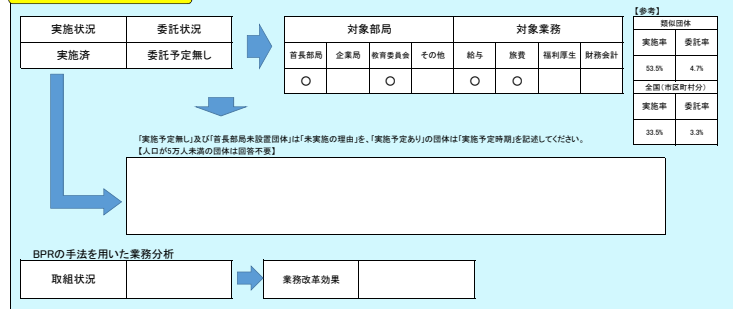 【参考】
実施状況 委託状況
実施済 委託予定無し
対象部局 対象業務
首長部局 企業局 教育委員会 その他 給与 旅費 福利厚生 財務会計
○ ○ ○ ○
類似団体
実施率 委託率
53.5% 4.7%
全国(市区町村分)
実施率 委託率
33.5% 3.3%
「実施予定無し」及び「首長部局未設置団体」は「未実施の理由」を、「実施予定あり」の団体は「実施予定時期」を記述してください。
【人口が5万人未満の団体は回答不要】
BPRの手法を用いた業務分析
取組状況 業務改革効果